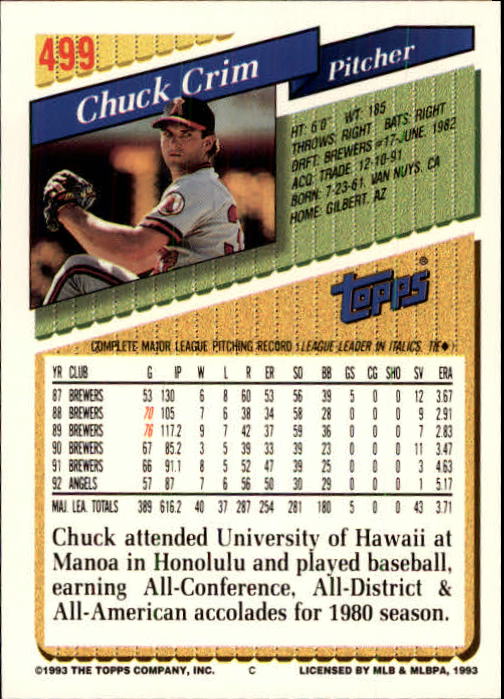 499
Chuck Crim
Pitcher
HT: 6'0" WT: 185
THROWS: RIGHT BATS: RIGHT
DRFT: BREWERS #17-JUNE, 1982
ACQ: TRADE, 12-10-91
BORN: 7-23-61, VAN NUYS, CA
HOME: GILBERT, AZ
TOPPS®
COMPLETE MAJOR LEAGUE PITCHING RECORD (LEAGUE LEADER IN ITALICS, TIE◆)
YR CLUB G IP W L R ER SO BB GS CG SHO SV ERA
87 BREWERS 53 130 6 8 60 53 56 39 5 0 0 12 3.67
88 BREWERS 70 105 7 6 38 34 58 28 0 0 0 9 2.91
89 BREWERS 76 117.2 9 7 42 37 59 36 0 0 0 7 2.83
90 BREWERS 67 85.2 3 5 39 33 39 23 0 0 0 11 3.47
91 BREWERS 66 91.1 8 5 52 47 39 25 0 0 0 3 4.63
92 ANGELS 57 87 7 6 56 50 30 29 0 0 0 1 5.17
MAJ. LEA. TOTALS 389 616.2 40 37 287 254 281 180 5 0 0 43 3.71
Chuck attended University of Hawaii at
Manoa in Honolulu and played baseball,
earning All-Conference, All-District &
All-American accolades for 1980 season.
©1993 THE TOPPS COMPANY, INC. C LICENSED BY MLB & MLBPA, 1993